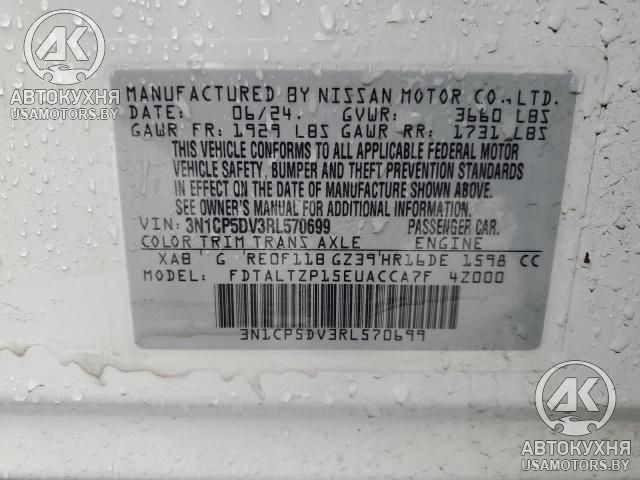 AK
АВТОКУХНЯ
USAMOTORS.BY
MANUFACTURED BY NISSAN MOTOR CO., LTD.
DATE: 06/24. GVWR: 3660 LBS
GAWR FR: 1929 LBS GAWR RR: 1731 LBS
THIS VEHICLE CONFORMS TO ALL APPLICABLE FEDERAL MOTOR
VEHICLE SAFETY, BUMPER AND THEFT PREVENTION STANDARDS
IN EFFECT ON THE DATE OF MANUFACTURE SHOWN ABOVE.
SEE OWNER'S MANUAL FOR ADDITIONAL INFORMATION
VIN: 3N1CP5DV3RL570699 PASSENGER CAR.
COLOR TRIM TRANS AXLE ENGINE
XAB G RE0F11B GZ39 HR16DE 1598 CC
MODEL: FDTALTZP15EUACCA7F 4Z000
3N1CP5DV3RL570699
AK
АВТОКУХНЯ
USAMOTORS.BY